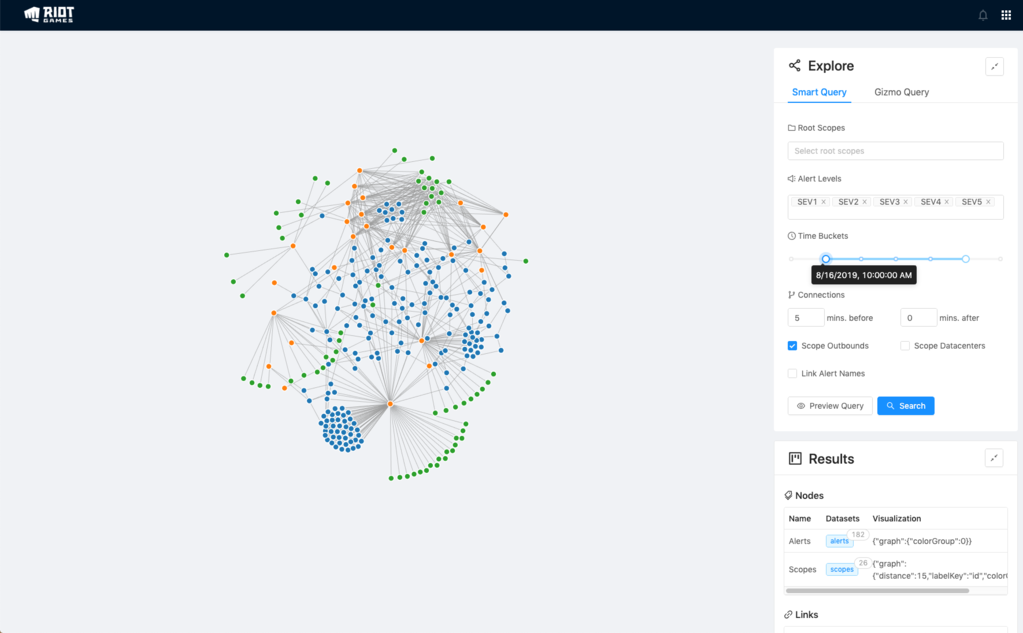 RIOT
GAMES
Explore
Smart Query
Gizmo Query
Root Scopes
Select root scopes
Alert Levels
SEV1 × SEV2 × SEV3 × SEV4 × SEV5 ×
Time Buckets
8/16/2019, 10:00:00 AM
Connections
5 mins. before 0 mins. after
Scope Outbounds Scope Datacenters
Link Alert Names
Preview Query Search
Results
Nodes
Name Datasets Visualization
Alerts alerts 182 {"graph":{"colorGroup":0}}
Scopes scopes 26 {"graph":
{"distance":15,"labelKey":"id","color
Links